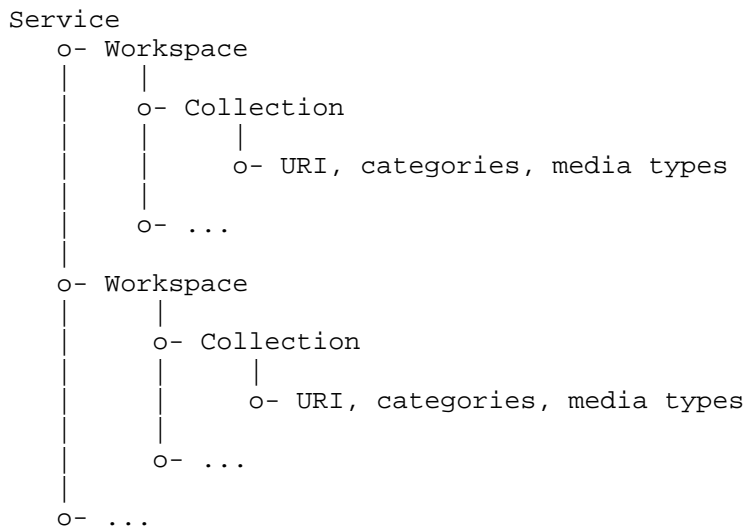 Service
o- Workspace
|    |
|    o- Collection
|    |     |
|    |     o- URI, categories, media types
|    |
|    o- ...
|
o- Workspace
|     |
|     o- Collection
|     |     |
|     |     o- URI, categories, media types
|     |
|     o- ...
|
o- ...